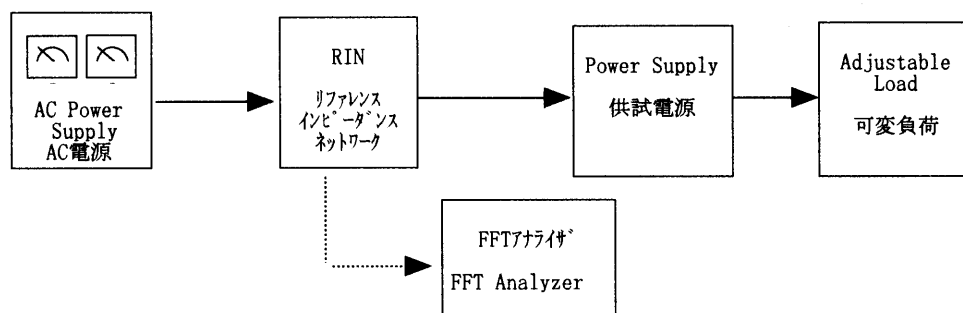 AC Power
Supply
AC電源
RIN
リファレンス
インピーダンス
ネットワーク
Power Supply
供試電源
Adjustable
Load
可変負荷
FFTアナライザ
FFT Analyzer